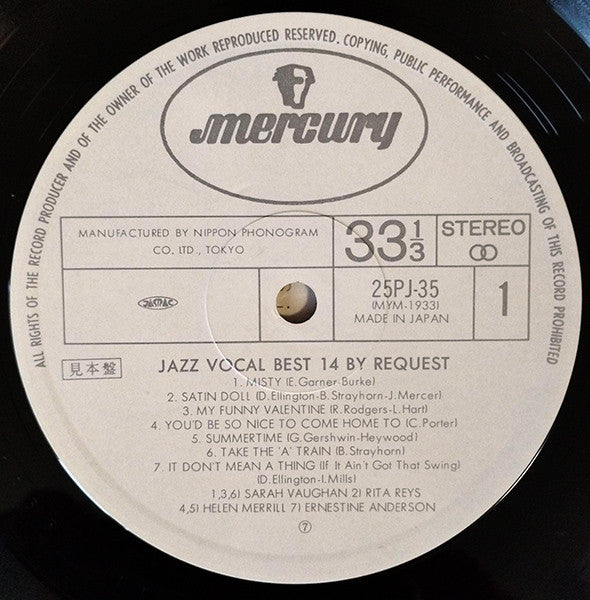 ALL RIGHTS OF THE RECORD PRODUCER AND OF THE OWNER OF THE WORK REPRODUCED RESERVED. COPYING, PUBLIC PERFORMANCE AND BROADCASTING OF THIS RECORD PROHIBITED
mercury
MANUFACTURED BY NIPPON PHONOGRAM
CO. LTD., TOKYO
33 1/3
STEREO
JASRAC
25PJ-35
(MYM-1933)
MADE IN JAPAN
1
見本盤
JAZZ VOCAL BEST 14 BY REQUEST
1. MISTY (E. Garner-Burke)
2. SATIN DOLL (D. Ellington-B. Strayhorn-J. Mercer)
3. MY FUNNY VALENTINE (R. Rodgers-L. Hart)
4. YOU'D BE SO NICE TO COME HOME TO (C. Porter)
5. SUMMERTIME (G. Gershwin-Heywood)
6. TAKE THE 'A' TRAIN (B. Strayhorn)
7. IT DON'T MEAN A THING (If It Ain't Got That Swing)
(D. Ellington-I. Mills)
1,3,6) SARAH VAUGHAN 2) RITA REYS
4,5) HELEN MERRILL 7) ERNESTINE ANDERSON
⑦